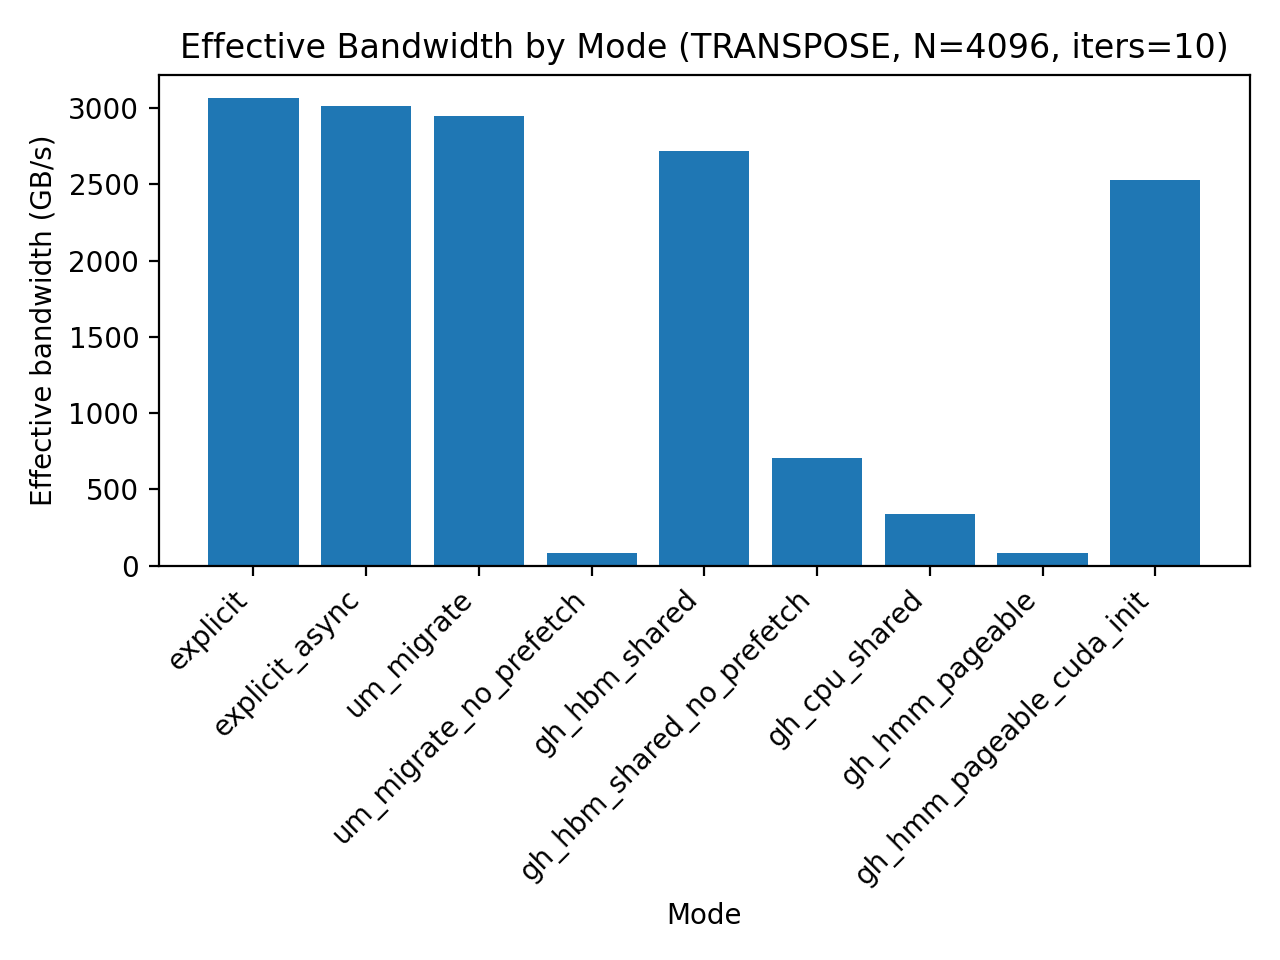 Effective Bandwidth by Mode (TRANSPOSE, N=4096, iters=10)
Effective bandwidth (GB/s)
3000
2500
2000
1500
1000
500
0
explicit
explicit_async
um_migrate
um_migrate_no_prefetch
gh_hbm_shared
gh_hbm_shared_no_prefetch
gh_cpu_shared
gh_hmm_pageable
gh_hmm_pageable_cuda_init
Mode